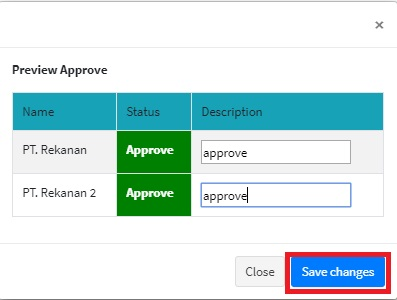 ×
Preview Approve
Name Status Description
PT. Rekanan Approve approve
PT. Rekanan 2 Approve approve
Close Save changes